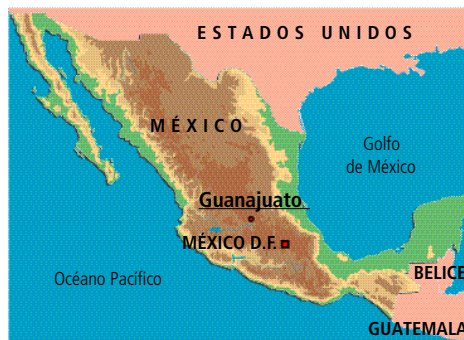 ESTADOS UNIDOS
MÉXICO
Golfo
de México
Guanajuato
MÉXICO D.F.
Océano Pacífico
BELICE
GUATEMALA